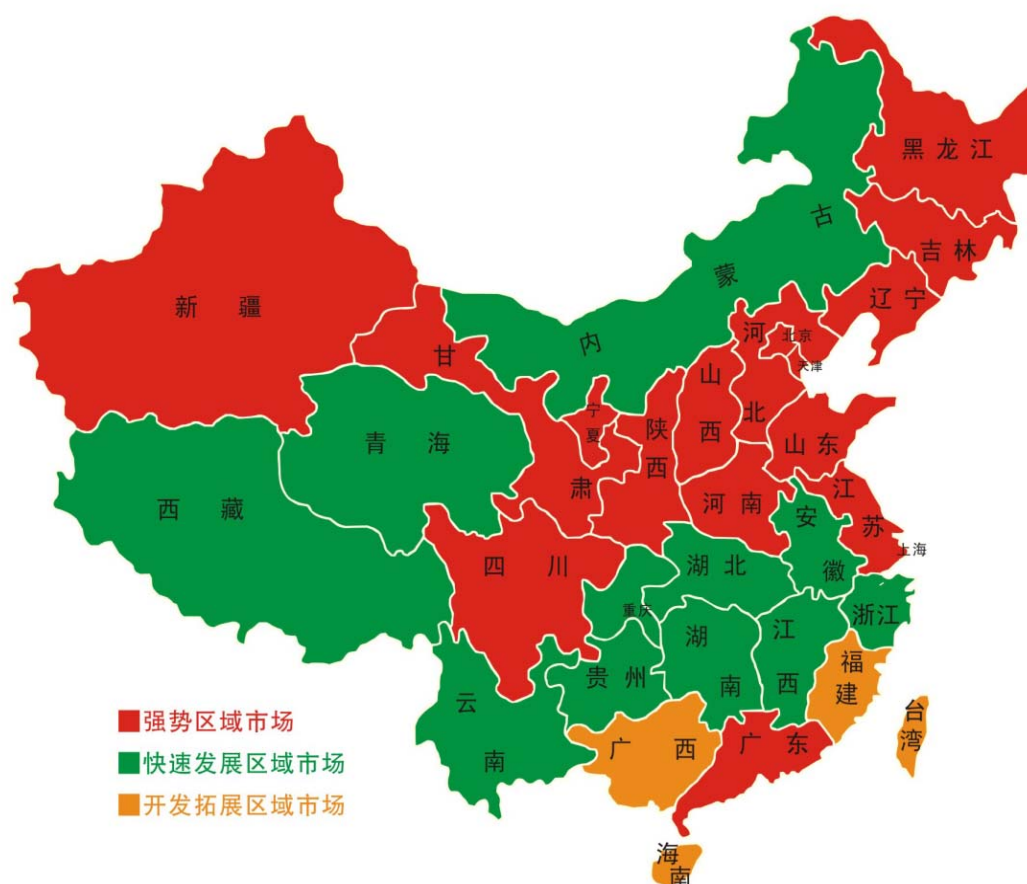 黑龙江
吉林
辽宁
内蒙古
新疆
甘肃
北京
天津
河北
山西
宁夏
陕西
山东
青海
西藏
河南
江苏
安徽
上海
四川
湖北
重庆
浙江
湖南
江西
贵州
福建
云南
广西
广东
台湾
海南
强势区域市场
快速发展区域市场
开发拓展区域市场